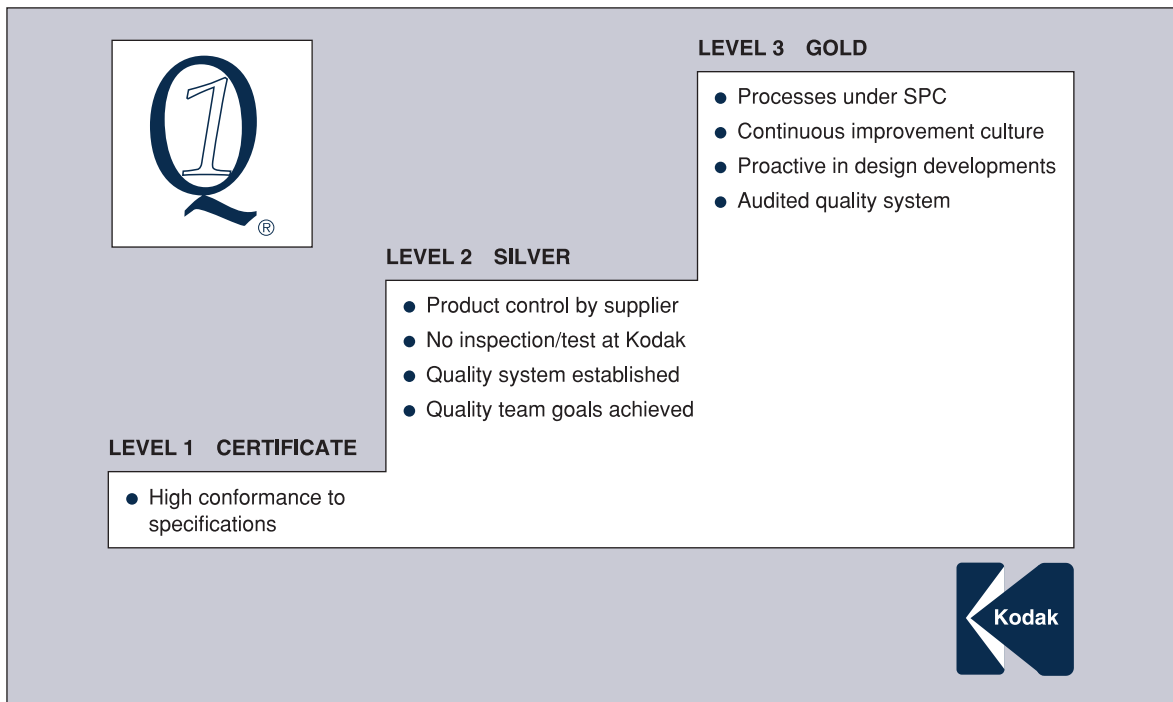 Q1
®
LEVEL 3 GOLD
● Processes under SPC
● Continuous improvement culture
● Proactive in design developments
● Audited quality system
LEVEL 2 SILVER
● Product control by supplier
● No inspection/test at Kodak
● Quality system established
● Quality team goals achieved
LEVEL 1 CERTIFICATE
● High conformance to
specifications
Kodak